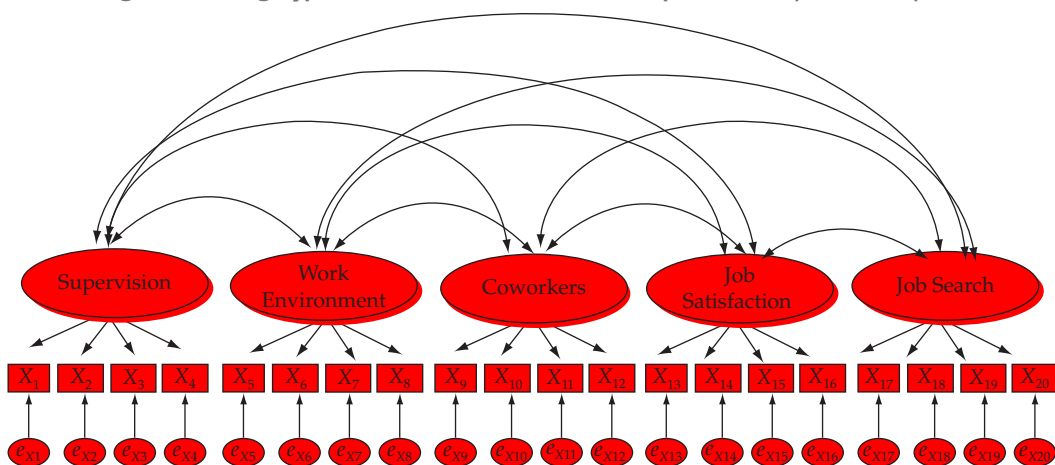 Supervision
Work
Environment
Coworkers
Job
Satisfaction
Job Search
X1 X2 X3 X4 X5 X6 X7 X8 X9 X10 X11 X12 X13 X14 X15 X16 X17 X18 X19 X20
eX1 eX2 eX3 eX4 eX5 eX6 eX7 eX8 eX9 eX10 eX11 eX12 eX13 eX14 eX15 eX16 eX17 eX18 eX19 eX20